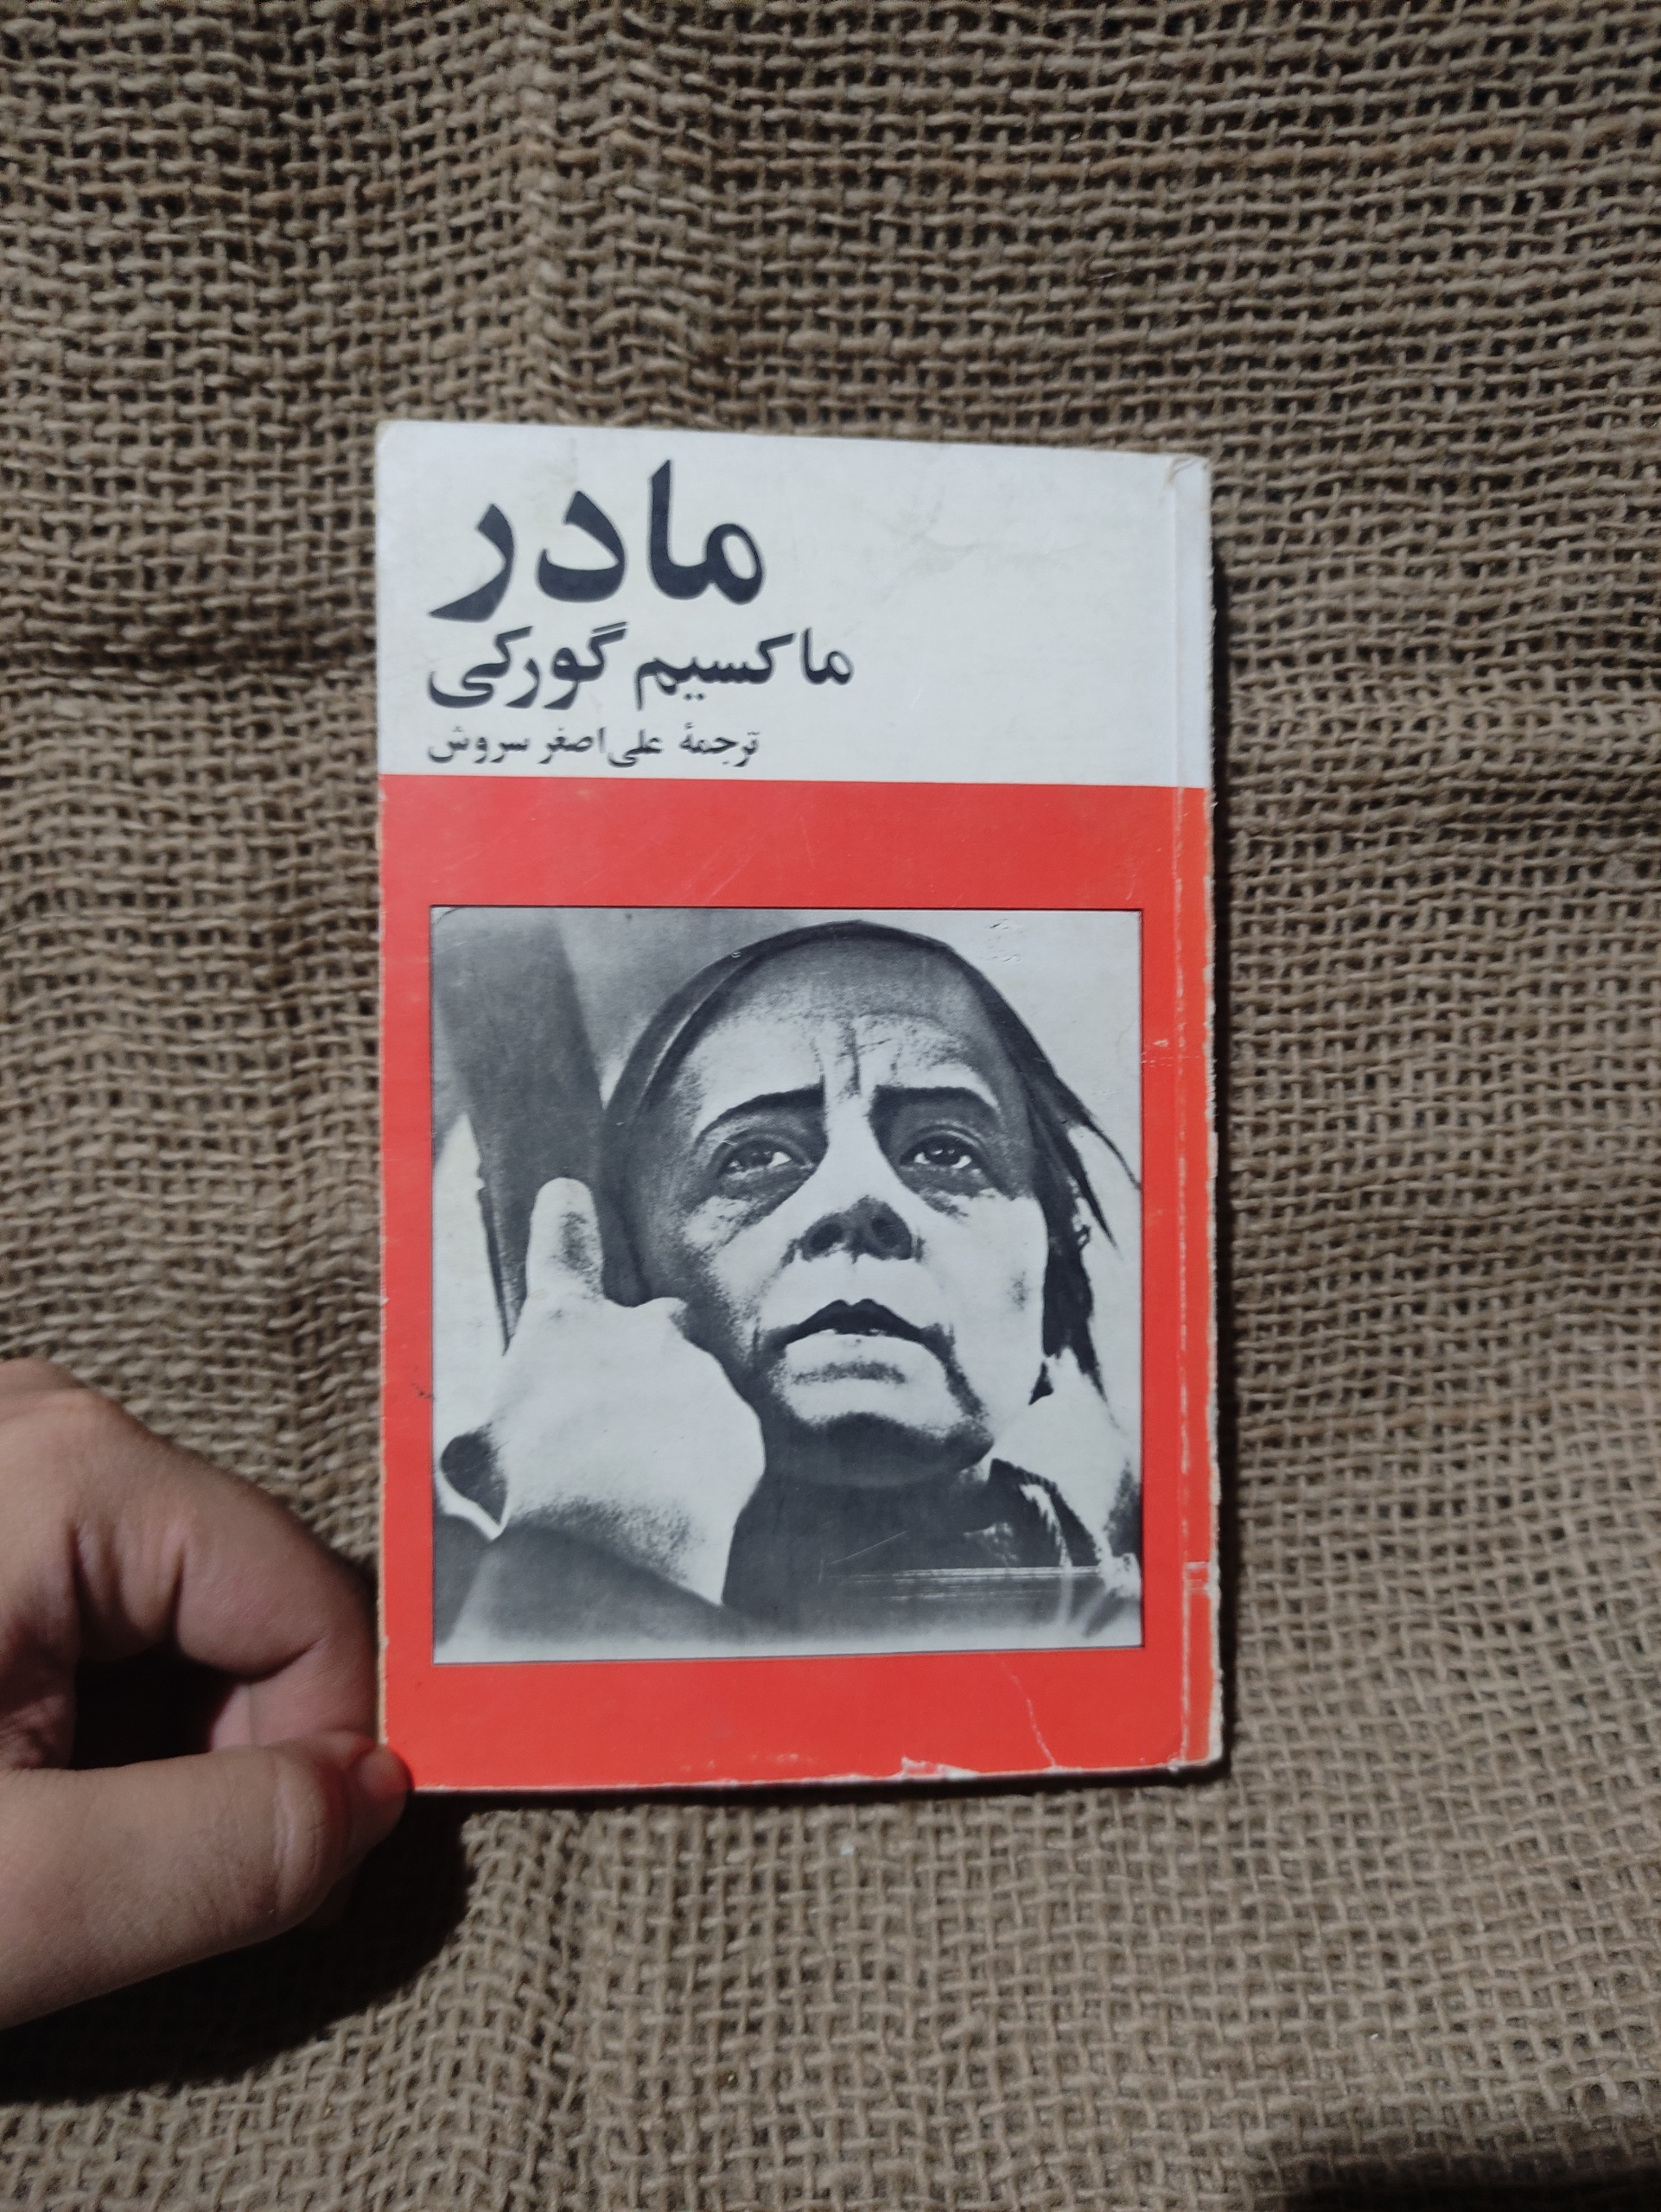 مادر
ماکسیم گورکی
ترجمهٔ علی‌اصغر سروش